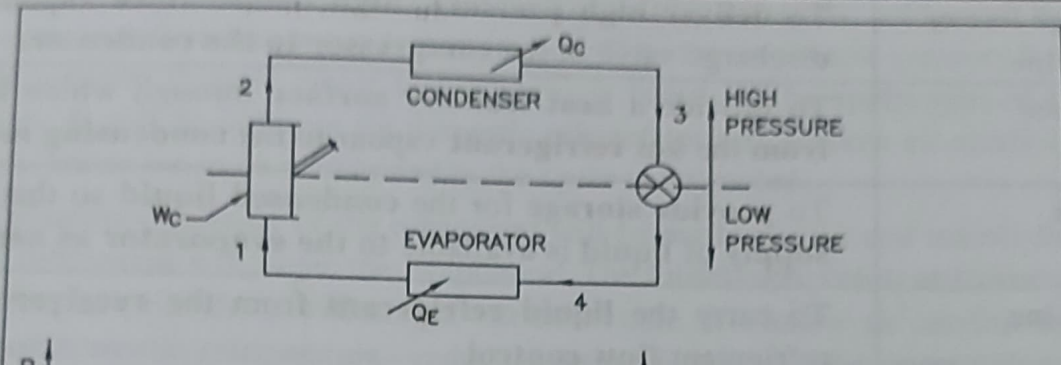 Qc
2
CONDENSER
HIGH
3
PRESSURE
Wc
LOW
EVAPORATOR
PRESSURE
1
4
QE